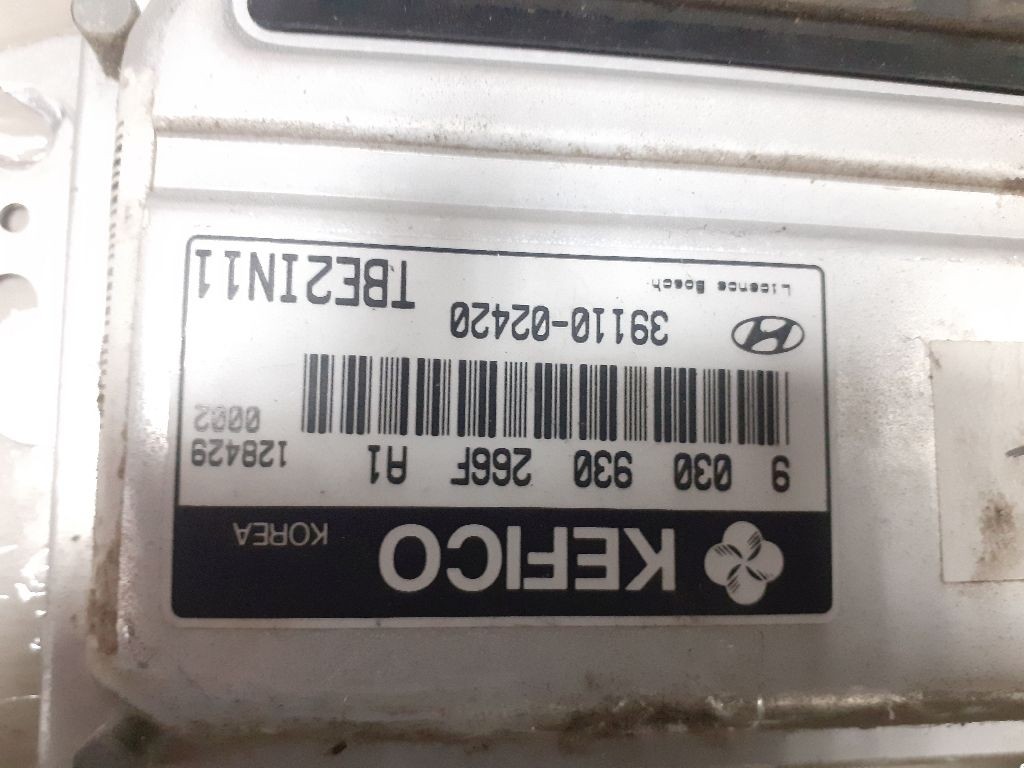 KEFICO KOREA
9 030 930 266F A1
128429
0002
39110-02420
TBE2IN11
Licence Bosch